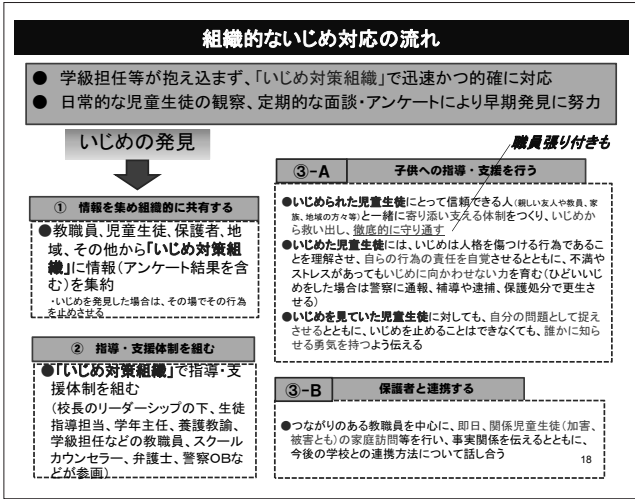 組織的ないじめ対応の流れ
● 学級担任等が抱え込まず、「いじめ対策組織」で迅速かつ的確に対応
● 日常的な児童生徒の観察、定期的な面談・アンケートにより早期発見に努力
いじめの発見
① 情報を集め組織的に共有する
●教職員、児童生徒、保護者、地
域、その他から「いじめ対策組
織」に情報(アンケート結果を含
む)を集約
・いじめを発見した場合は、その場でその行為
を止めさせる
② 指導・支援体制を組む
●「いじめ対策組織」で指導・支
援体制を組む
(校長のリーダーシップの下、生徒
指導担当、学年主任、養護教諭、
学級担任などの教職員、スクール
カウンセラー、弁護士、警察OBな
どが参画)
職員張り付きも
③-A 子供への指導・支援を行う
●いじめられた児童生徒にとって信頼できる人(親しい友人や教員、家
族、地域の方々等)と一緒に寄り添い支える体制をつくり、いじめか
ら救い出し、徹底的に守り通す
●いじめた児童生徒には、いじめは人格を傷つける行為であるこ
とを理解させ、自らの行為の責任を自覚させるとともに、不満や
ストレスがあってもいじめに向かわせない力を育む(ひどいいじ
めをした場合は警察に通報、補導や逮捕、保護処分で更生さ
せる)
●いじめを見ていた児童生徒に対しても、自分の問題として捉え
させるとともに、いじめを止めることはできなくても、誰かに知ら
せる勇気を持つよう伝える
③-B 保護者と連携する
●つながりのある教職員を中心に、即日、関係児童生徒(加害、
被害とも)の家庭訪問等を行い、事実関係を伝えるとともに、
今後の学校との連携方法について話し合う
18